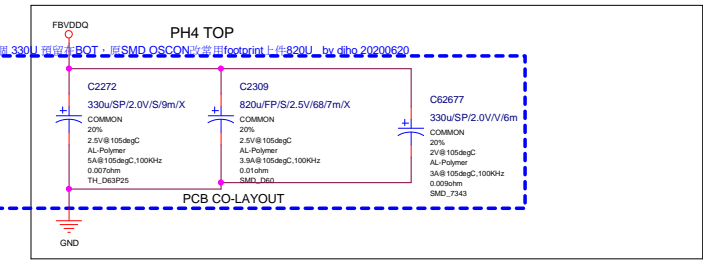 FBVDDQ
PH4 TOP
個 330U 預留在BOT，原SMD OSCON改常用footprint上件820U by djho 20200620
C2272
330u/SP/2.0V/S/9m/X
COMMON
20%
2.5V@105degC
AL-Polymer
5A@105degC,100KHz
0.007ohm
TH_D63P25
C2309
820u/FP/S/2.5V/68/7m/X
COMMON
20%
2.5V@105degC
AL-Polymer
3.9A@105degC,100KHz
0.01ohm
SMD_D60
C62677
330u/SP/2.0V/V/6m
COMMON
20%
2V@105degC
AL-Polymer
3A@105degC,100KHz
0.009ohm
SMD_7343
PCB CO-LAYOUT
GND